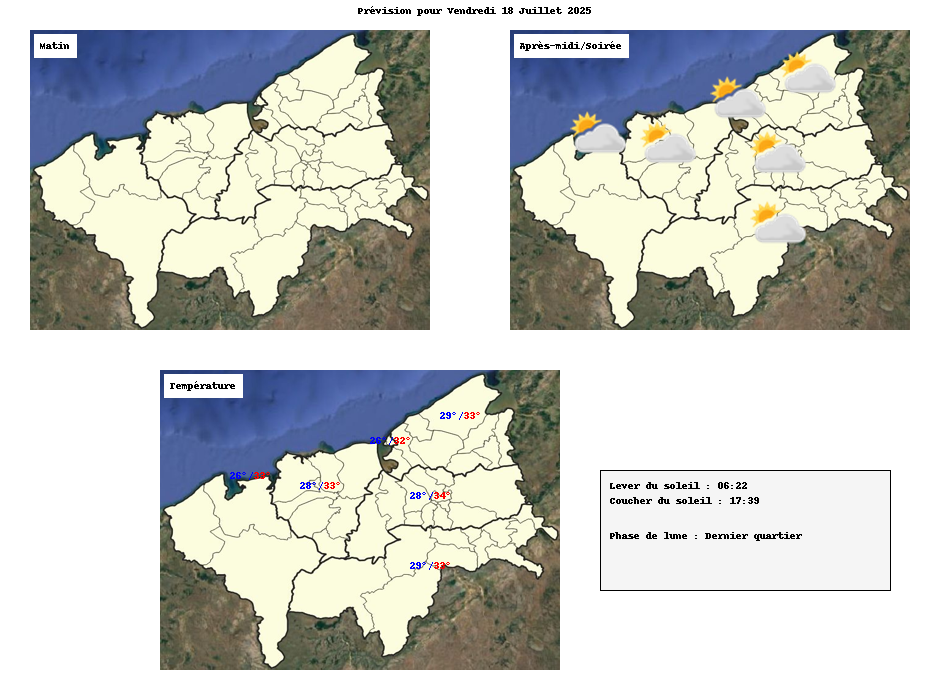 Prévision pour Vendredi 18 Juillet 2025
Matin
Après-midi/Soirée
Température
29°/33°
26°/32°
26°/33°
28°/33°
28°/34°
29°/33°
Lever du soleil : 06:22
Coucher du soleil : 17:39
Phase de lune : Dernier quartier